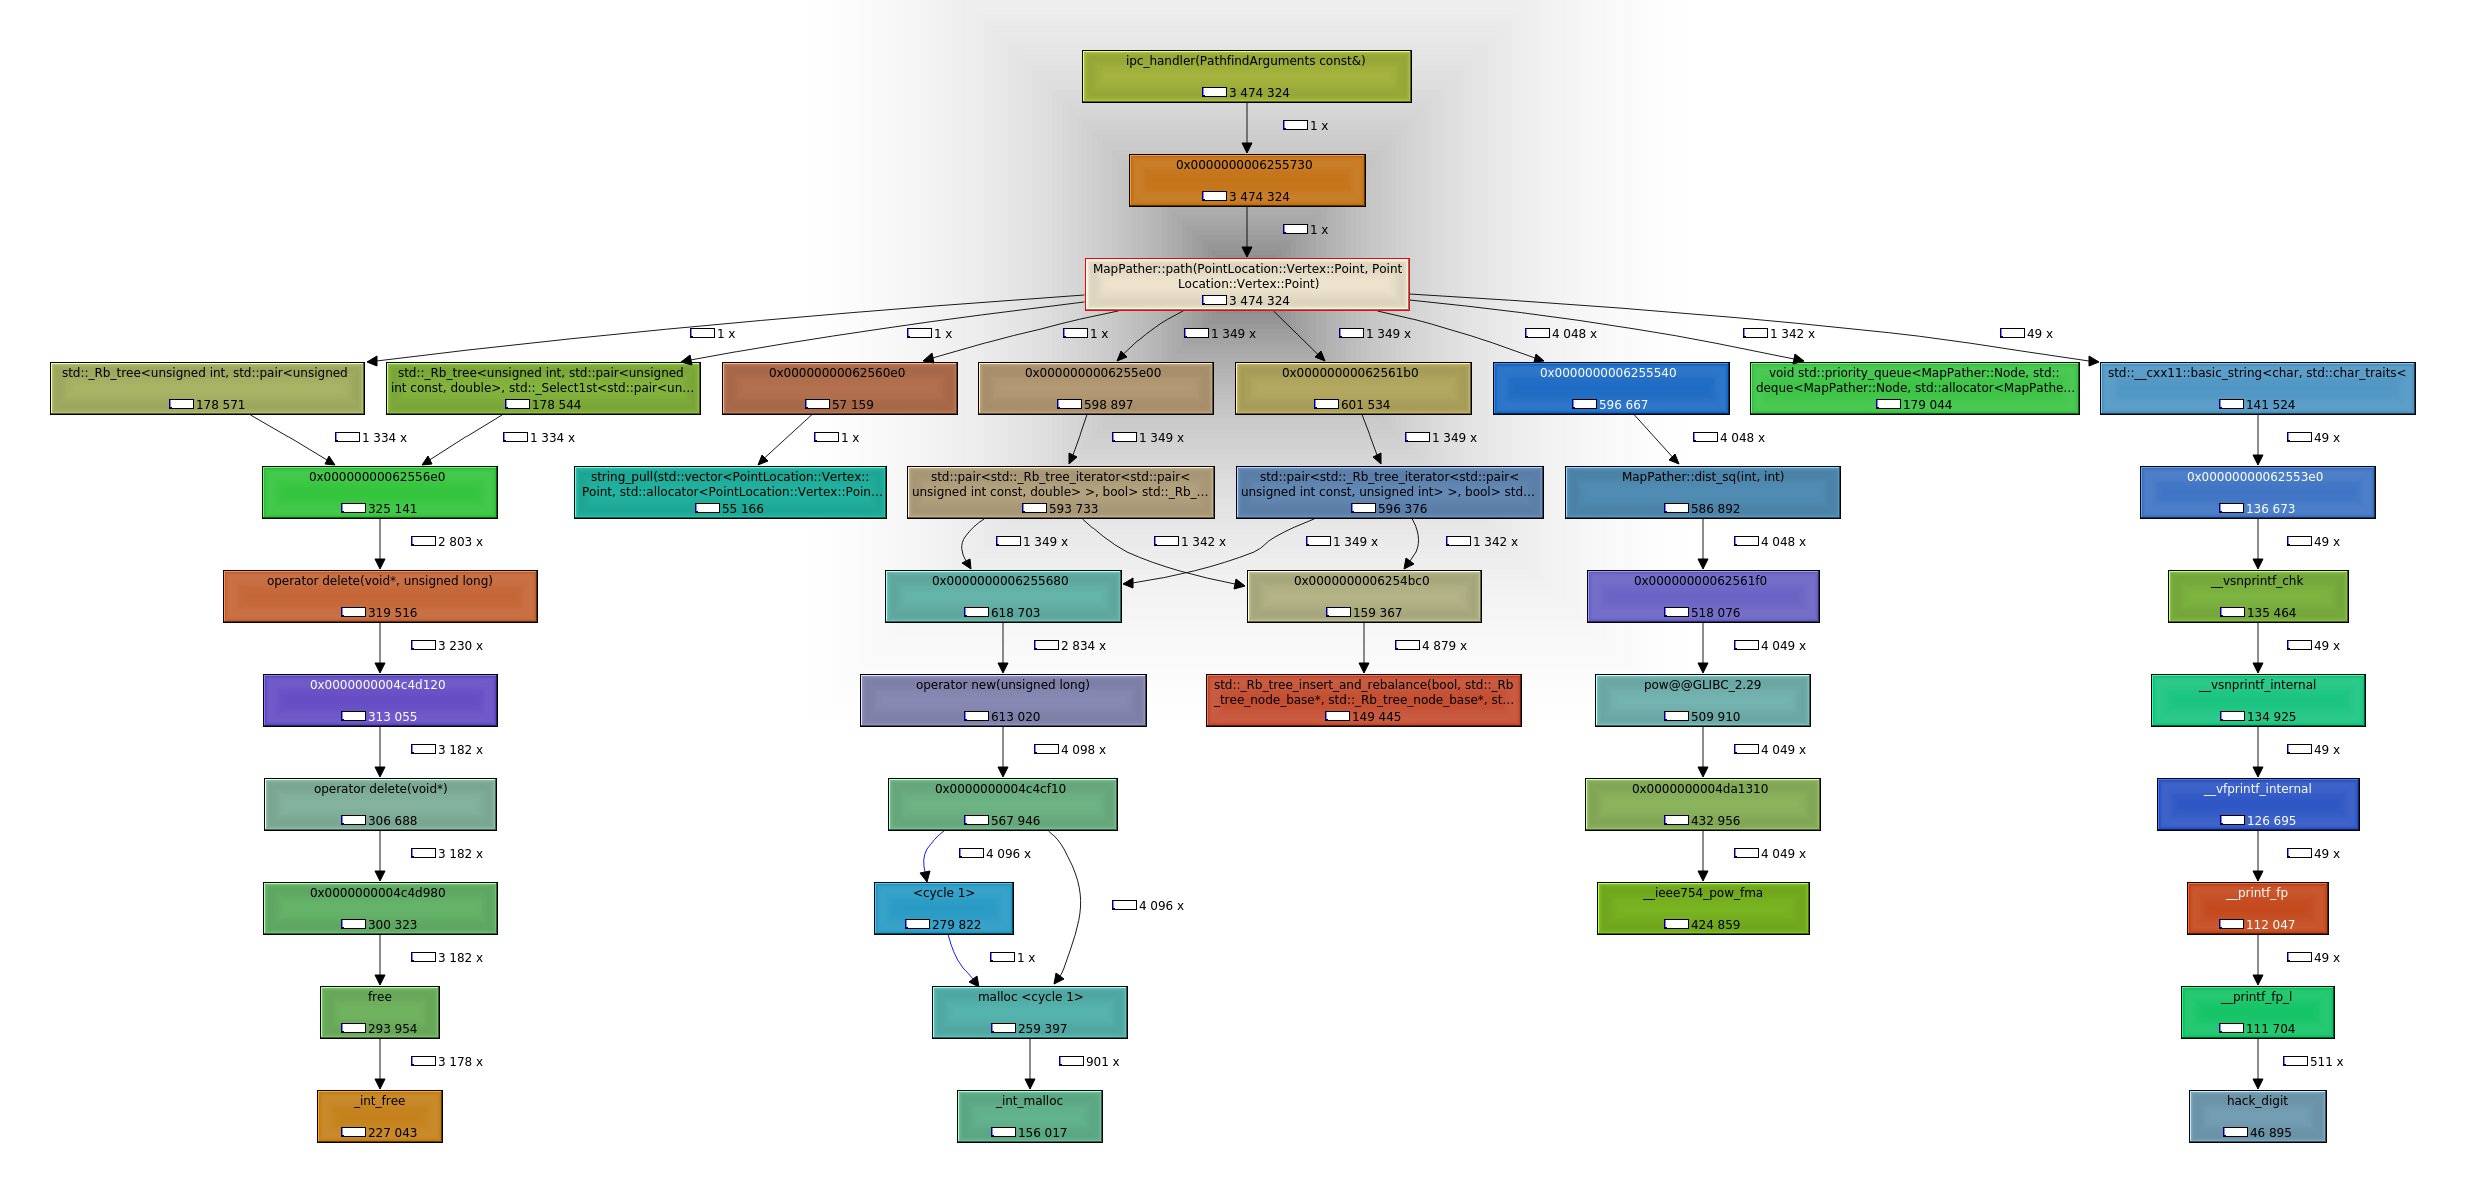 ipc_handler(PathfindArguments const&)
3 474 324
1 x
0x0000000006255730
3 474 324
1 x
MapPather::path(PointLocation::Vertex::Point, Point
Location::Vertex::Point)
3 474 324
1 x
1 x
1 x
1 349 x
1 349 x
4 048 x
1 342 x
49 x
std::_Rb_tree<unsigned int, std::pair<unsigned
178 571
std::_Rb_tree<unsigned int, std::pair<unsigned
int const, double>, std::_Select1st<std::pair<un...
178 544
0x00000000062560e0
57 159
0x0000000006255e00
598 897
0x00000000062561b0
601 534
0x0000000006255540
596 667
void std::priority_queue<MapPather::Node, std::
deque<MapPather::Node, std::allocator<MapPathe...
179 044
std::__cxx11::basic_string<char, std::char_traits<
141 524
1 334 x
1 334 x
1 x
1 349 x
1 349 x
4 048 x
49 x
0x00000000062556e0
325 141
string_pull(std::vector<PointLocation::Vertex::
Point, std::allocator<PointLocation::Vertex::Poin...
55 166
std::pair<std::_Rb_tree_iterator<std::pair<
unsigned int const, double> >, bool> std::_Rb_...
593 733
std::pair<std::_Rb_tree_iterator<std::pair<
unsigned int const, unsigned int> >, bool> std...
596 376
MapPather::dist_sq(int, int)
586 892
0x00000000062553e0
136 673
2 803 x
1 349 x
1 342 x
1 349 x
1 342 x
4 048 x
49 x
operator delete(void*, unsigned long)
319 516
0x0000000006255680
618 703
0x0000000006254bc0
159 367
0x00000000062561f0
518 076
__vsnprintf_chk
135 464
3 230 x
2 834 x
4 879 x
4 049 x
49 x
0x0000000004c4d120
313 055
operator new(unsigned long)
613 020
std::_Rb_tree_insert_and_rebalance(bool, std::_Rb
_tree_node_base*, std::_Rb_tree_node_base*, st...
149 445
pow@@GLIBC_2.29
509 910
__vsnprintf_internal
134 925
3 182 x
4 098 x
4 049 x
49 x
operator delete(void*)
306 688
0x0000000004c4cf10
567 946
0x0000000004da1310
432 956
__vfprintf_internal
126 695
3 182 x
4 096 x
4 049 x
49 x
0x0000000004c4d980
300 323
<cycle 1>
279 822
4 096 x
__ieee754_pow_fma
424 859
__printf_fp
112 047
3 182 x
1 x
49 x
free
293 954
malloc <cycle 1>
259 397
__printf_fp_l
111 704
3 178 x
901 x
511 x
_int_free
227 043
_int_malloc
156 017
hack_digit
46 895